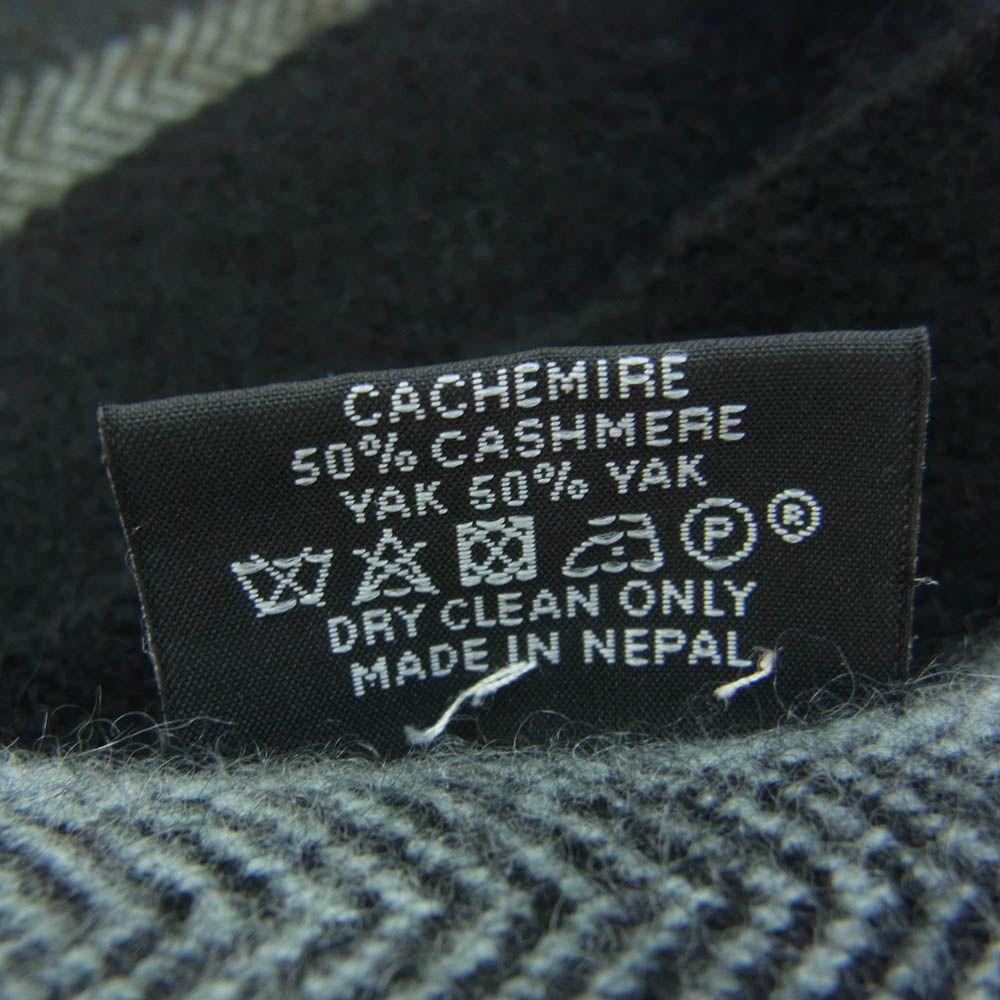 CACHEMIRE
50% CASHMERE
YAK 50% YAK
P ®
DRY CLEAN ONLY
MADE IN NEPAL